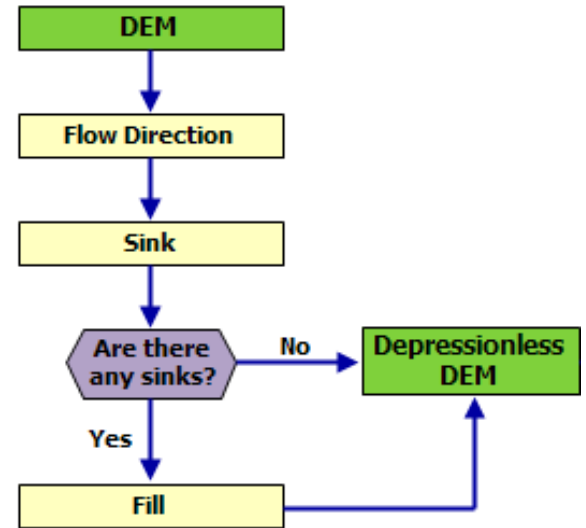 DEM
Flow Direction
Sink
Are there
any sinks?
No
Depressionless
DEM
Yes
Fill